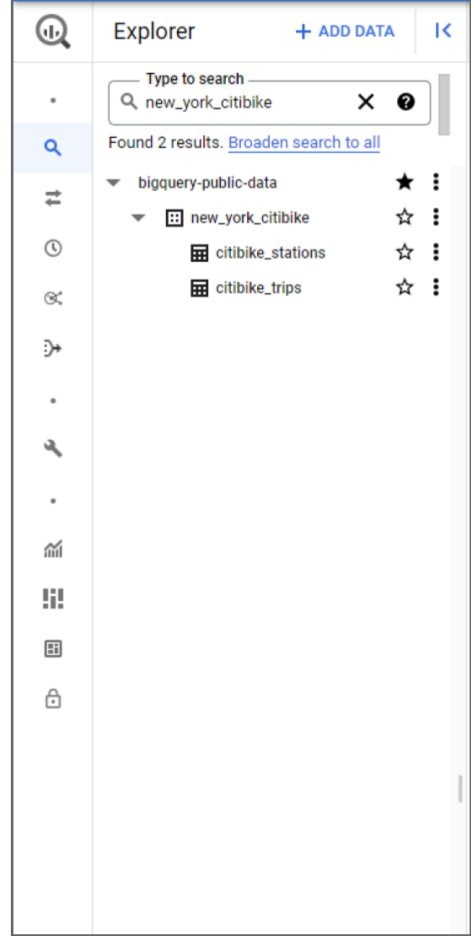 Explorer
+ ADD DATA
Type to search
new_york_citibike
Found 2 results. Broaden search to all
bigquery-public-data
new_york_citibike
citibike_stations
citibike_trips